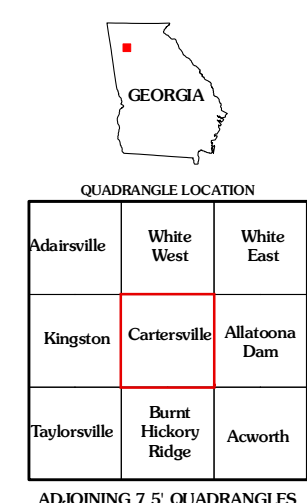 GEORGIA
QUADRANGLE LOCATION
Adairsville
White
West
White
East
Kingston
Cartersville
Allatoona
Dam
Taylorsville
Burnt
Hickory
Ridge
Acworth
ADJOINING 7.5' QUADRANGLES